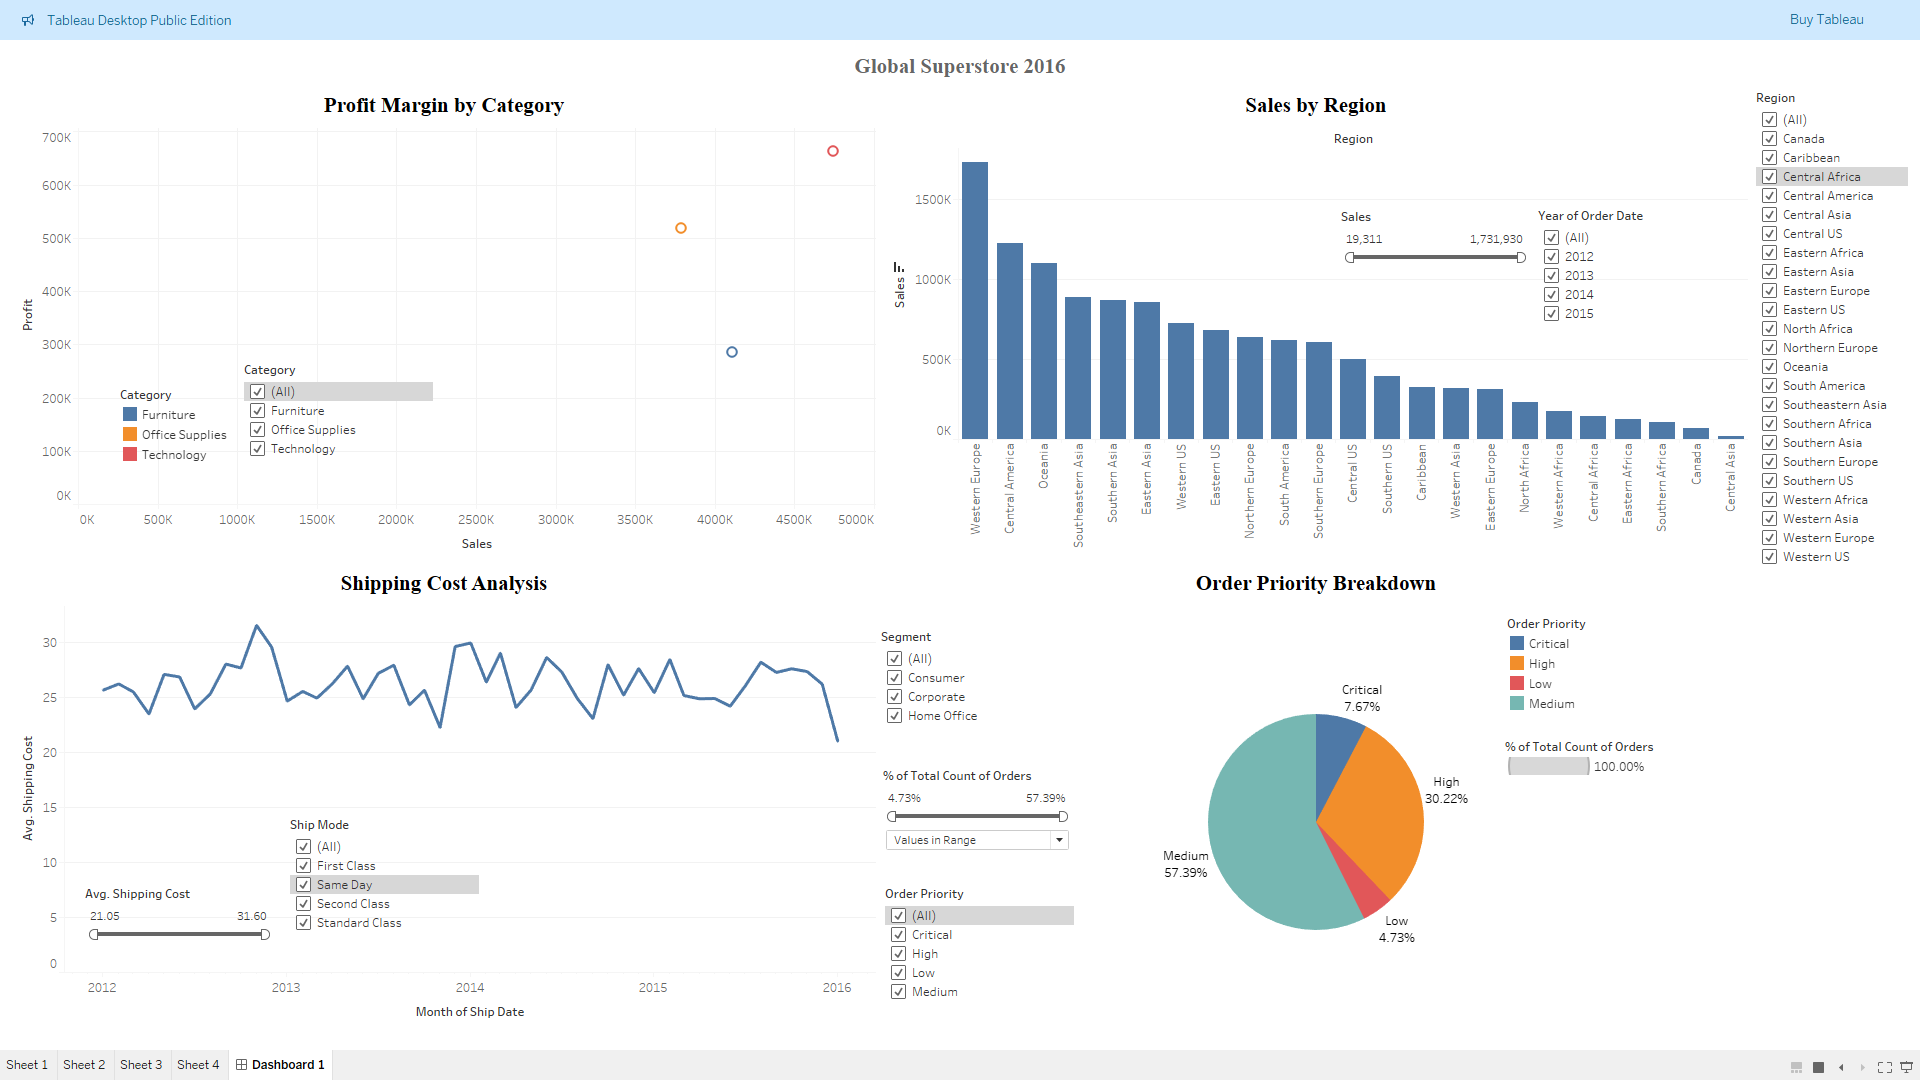 Tableau Desktop Public Edition
Buy Tableau
Global Superstore 2016
Profit Margin by Category
700K
600K
500K
400K
300K
200K
100K
0K
Profit
0K
500K
1000K
1500K
2000K
2500K
3000K
3500K
4000K
4500K
5000K
Sales
Category
Furniture
Office Supplies
Technology
Category
(All)
Furniture
Office Supplies
Technology
Sales by Region
Region
1500K
1000K
500K
0K
Sales
Western Europe
Central America
Oceania
Southeastern Asia
Southern Asia
Eastern Asia
Western US
Eastern US
Northern Europe
South America
Southern Europe
Central US
Southern US
Caribbean
Western Asia
Eastern Europe
North Africa
Western Africa
Central Africa
Eastern Africa
Southern Africa
Canada
Central Asia
Sales
19,311
1,731,930
Year of Order Date
(All)
2012
2013
2014
2015
Region
(All)
Canada
Caribbean
Central Africa
Central America
Central Asia
Central US
Eastern Africa
Eastern Asia
Eastern Europe
Eastern US
North Africa
Northern Europe
Oceania
South America
Southeastern Asia
Southern Africa
Southern Asia
Southern Europe
Southern US
Western Africa
Western Asia
Western Europe
Western US
Shipping Cost Analysis
30
25
20
15
10
5
0
Avg. Shipping Cost
2012
2013
2014
2015
2016
Month of Ship Date
Avg. Shipping Cost
21.05
31.60
Ship Mode
(All)
First Class
Same Day
Second Class
Standard Class
Segment
(All)
Consumer
Corporate
Home Office
% of Total Count of Orders
4.73%
57.39%
Values in Range
Order Priority
(All)
Critical
High
Low
Medium
Order Priority Breakdown
Critical
7.67%
High
30.22%
Medium
57.39%
Low
4.73%
Order Priority
Critical
High
Low
Medium
% of Total Count of Orders
100.00%
Sheet 1
Sheet 2
Sheet 3
Sheet 4
Dashboard 1